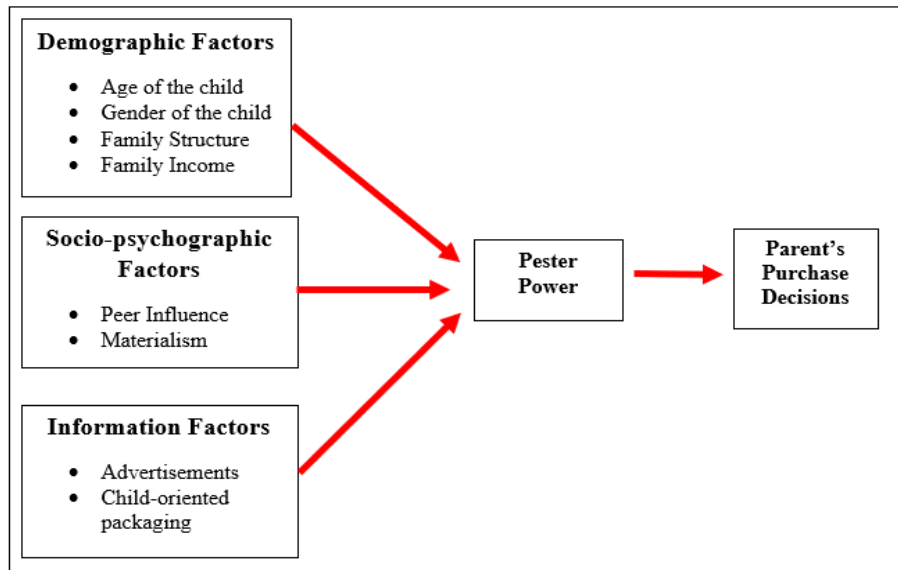 Demographic Factors
• Age of the child
• Gender of the child
• Family Structure
• Family Income
Socio-psychographic
Factors
• Peer Influence
• Materialism
Information Factors
• Advertisements
• Child-oriented
packaging
Pester
Power
Parent’s
Purchase
Decisions